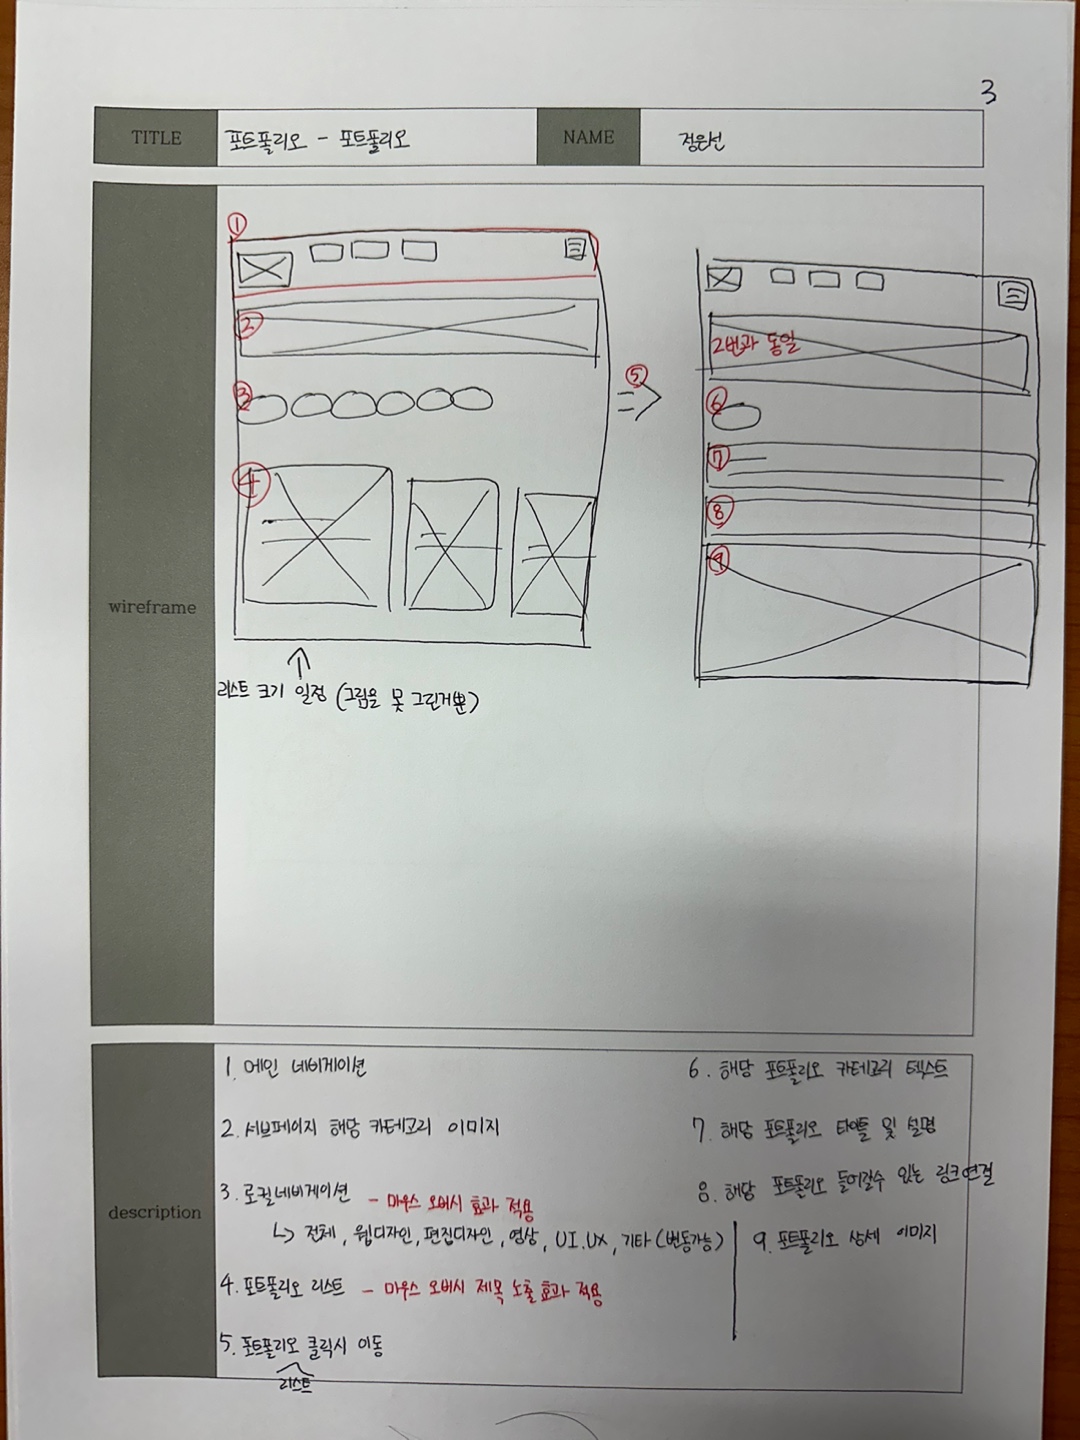 3
TITLE 포트폴리오 - 포트폴리오 NAME 정은선
wireframe
①
②
③
④
⑤
2번과 동일
⑥
⑦
⑧
⑨
리스트 크기 일정 (그림을 못 그린거뿐)
description
1. 메인 네비게이션
2. 서브페이지 해당 카테고리 이미지
3. 로컬네비게이션 - 마우스 오버시 효과 적용
↳ 전체, 웹디자인, 편집디자인, 영상, UI.UX, 기타(변동가능)
4. 포트폴리오 리스트 - 마우스 오버시 제목 노출 효과 적용
5. 포트폴리오 클릭시 이동
리스트
6. 해당 포트폴리오 카테고리 텍스트
7. 해당 포트폴리오 타이틀 및 설명
8. 해당 포트폴리오 들어갈수 있는 링크연결
9. 포트폴리오 상세 이미지